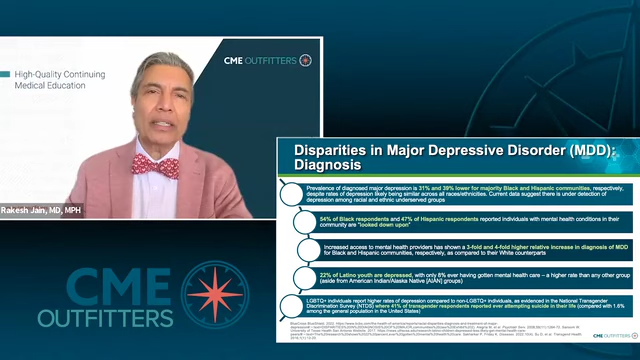 High-Quality Continuing
Medical Education
CME OUTFITTERS
Rakesh Jain, MD, MPH
CME
OUTFITTERS
Disparities in Major Depressive Disorder (MDD):
Diagnosis
Prevalence of diagnosed major depression is 31% and 39% lower for majority Black and Hispanic communities, respectively,
despite rates of depression likely being similar across all races/ethnicities. Current data suggest there is under detection of
depression among racial and ethnic underserved groups
54% of Black respondents and 47% of Hispanic respondents reported individuals with mental health conditions in their
community are "looked down upon"
Increased access to mental health providers has shown a 3-fold and 4-fold higher relative increase in diagnosis of MDD
for Black and Hispanic communities, respectively, as compared to their White counterparts
22% of Latino youth are depressed, with only 8% ever having gotten mental health care – a higher rate than any other group
(aside from American Indian/Alaska Native [AIAN] groups)
LGBTQ+ individuals report higher rates of depression compared to non-LGBTQ+ individuals, as evidenced in the National Transgender
Discrimination Survey (NTDS) where 41% of transgender respondents reported ever attempting suicide in their life (compared with 1.6%
among the general population in the United States)